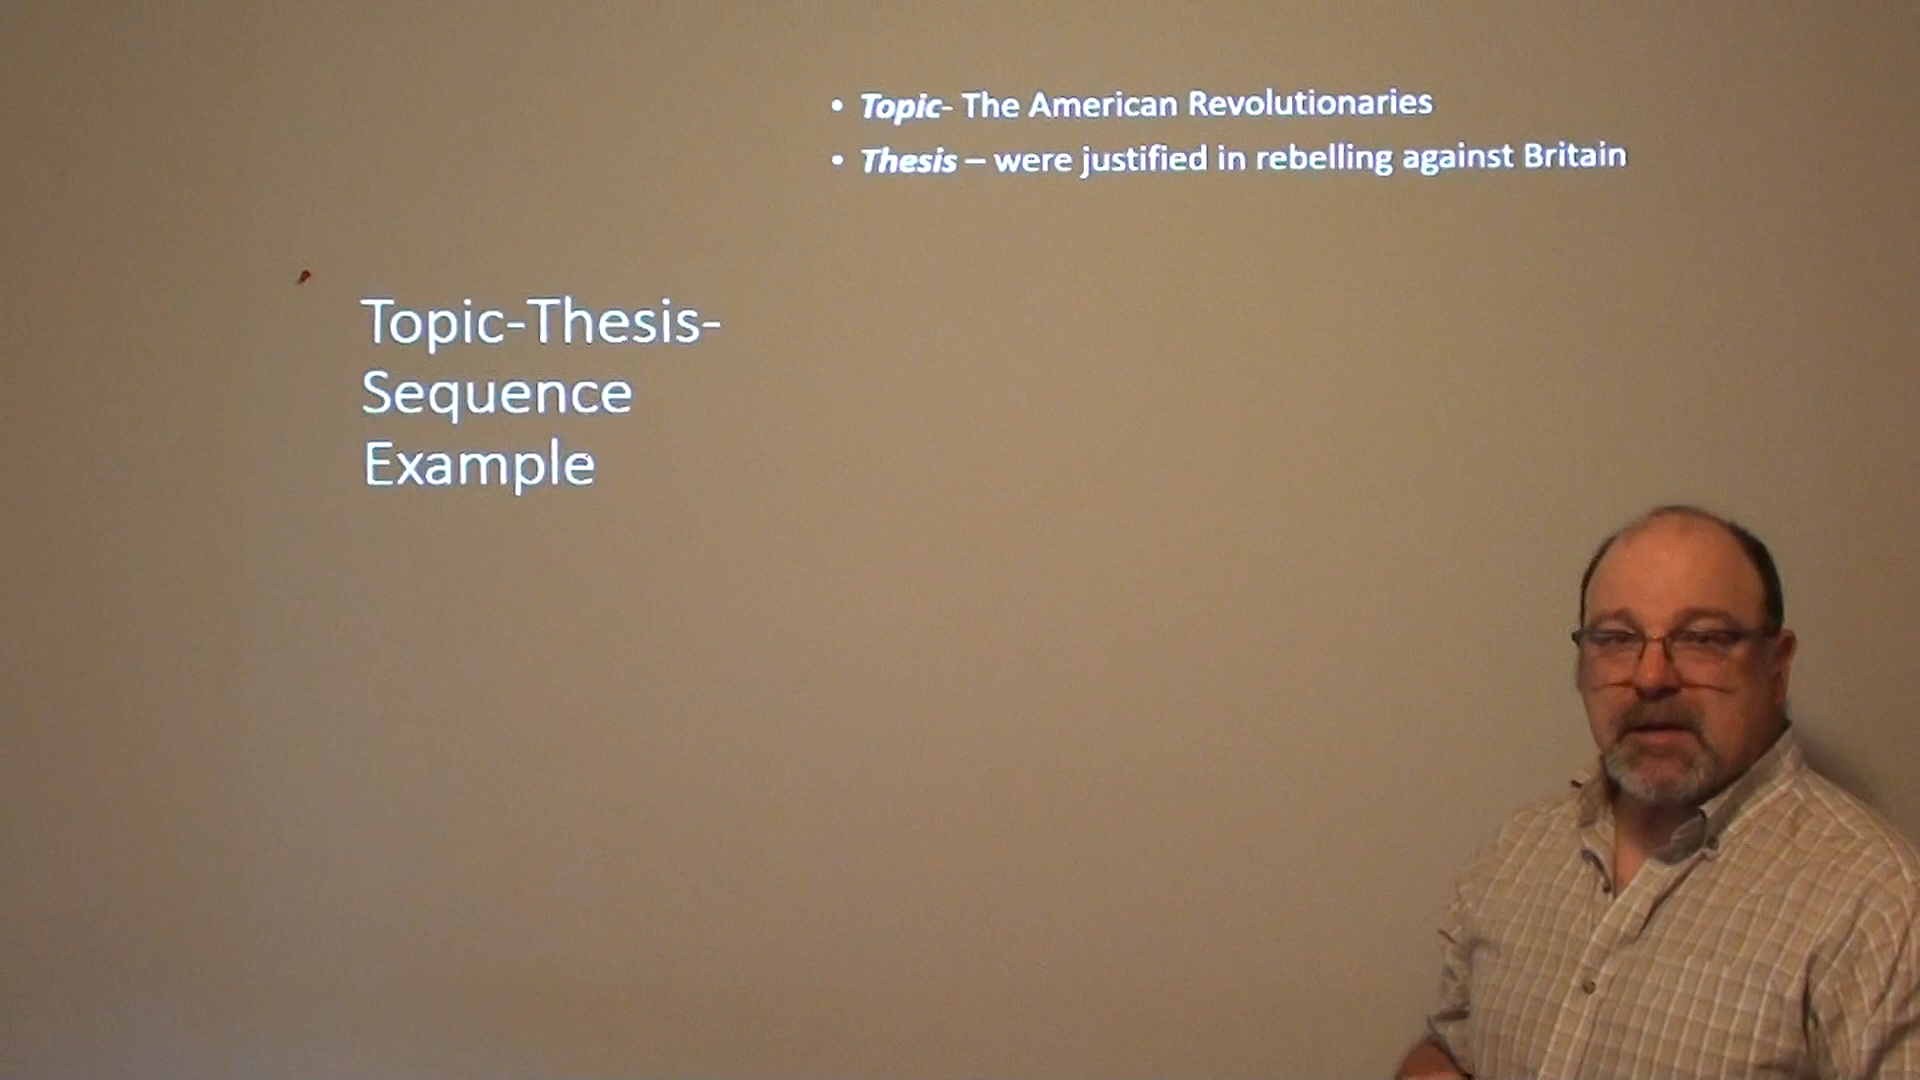 Topic-Thesis-
Sequence
Example
• Topic- The American Revolutionaries
• Thesis – were justified in rebelling against Britain